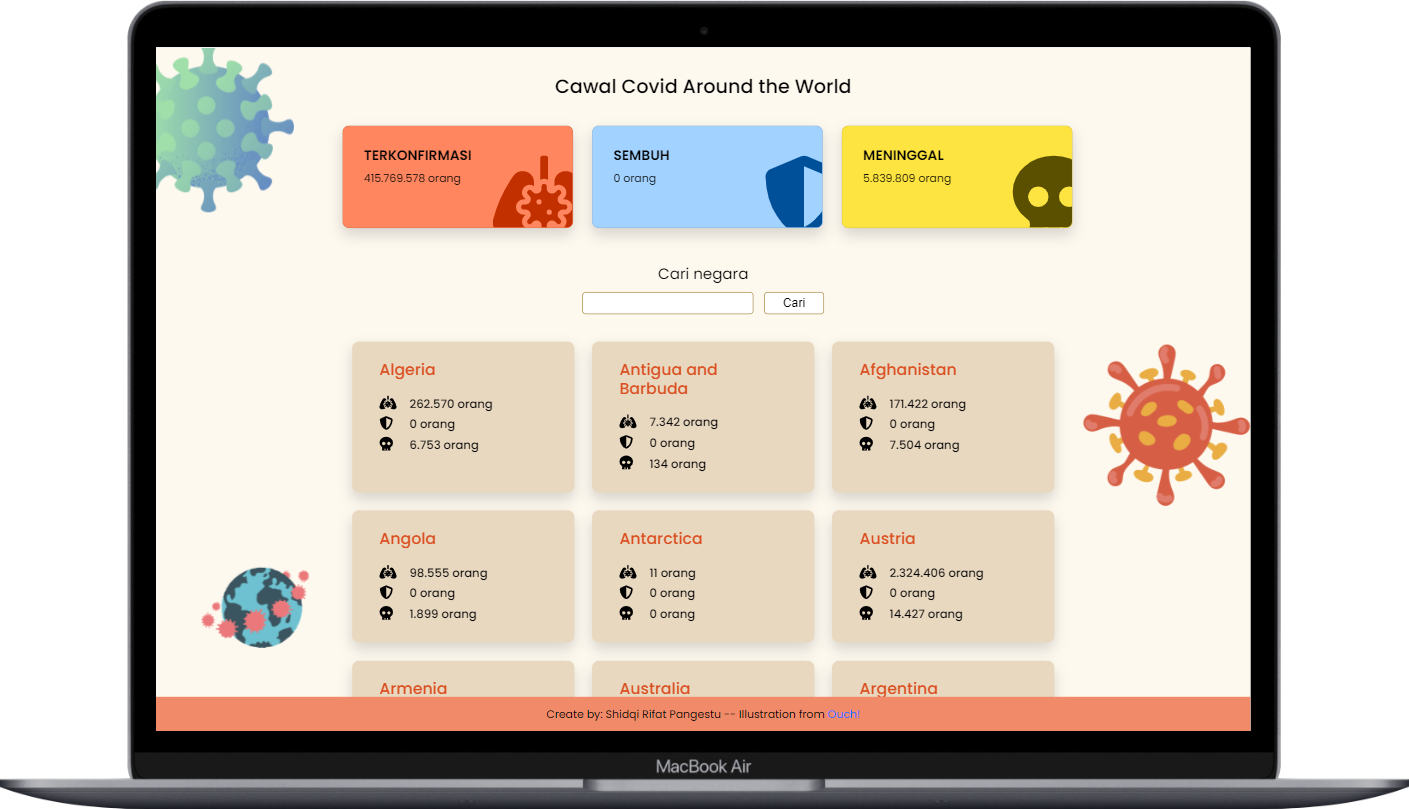 Cawal Covid Around the World
TERKONFIRMASI
415.769.578 orang
SEMBUH
0 orang
MENINGGAL
5.839.809 orang
Cari negara
Cari
Algeria
262.570 orang
0 orang
6.753 orang
Antigua and
Barbuda
7.342 orang
0 orang
134 orang
Afghanistan
171.422 orang
0 orang
7.504 orang
Angola
98.555 orang
0 orang
1.899 orang
Antarctica
11 orang
0 orang
0 orang
Austria
2.324.406 orang
0 orang
14.427 orang
Armenia
Australia
Argentina
Create by: Shidqi Rifat Pangestu -- Illustration from Ouch!
MacBook Air